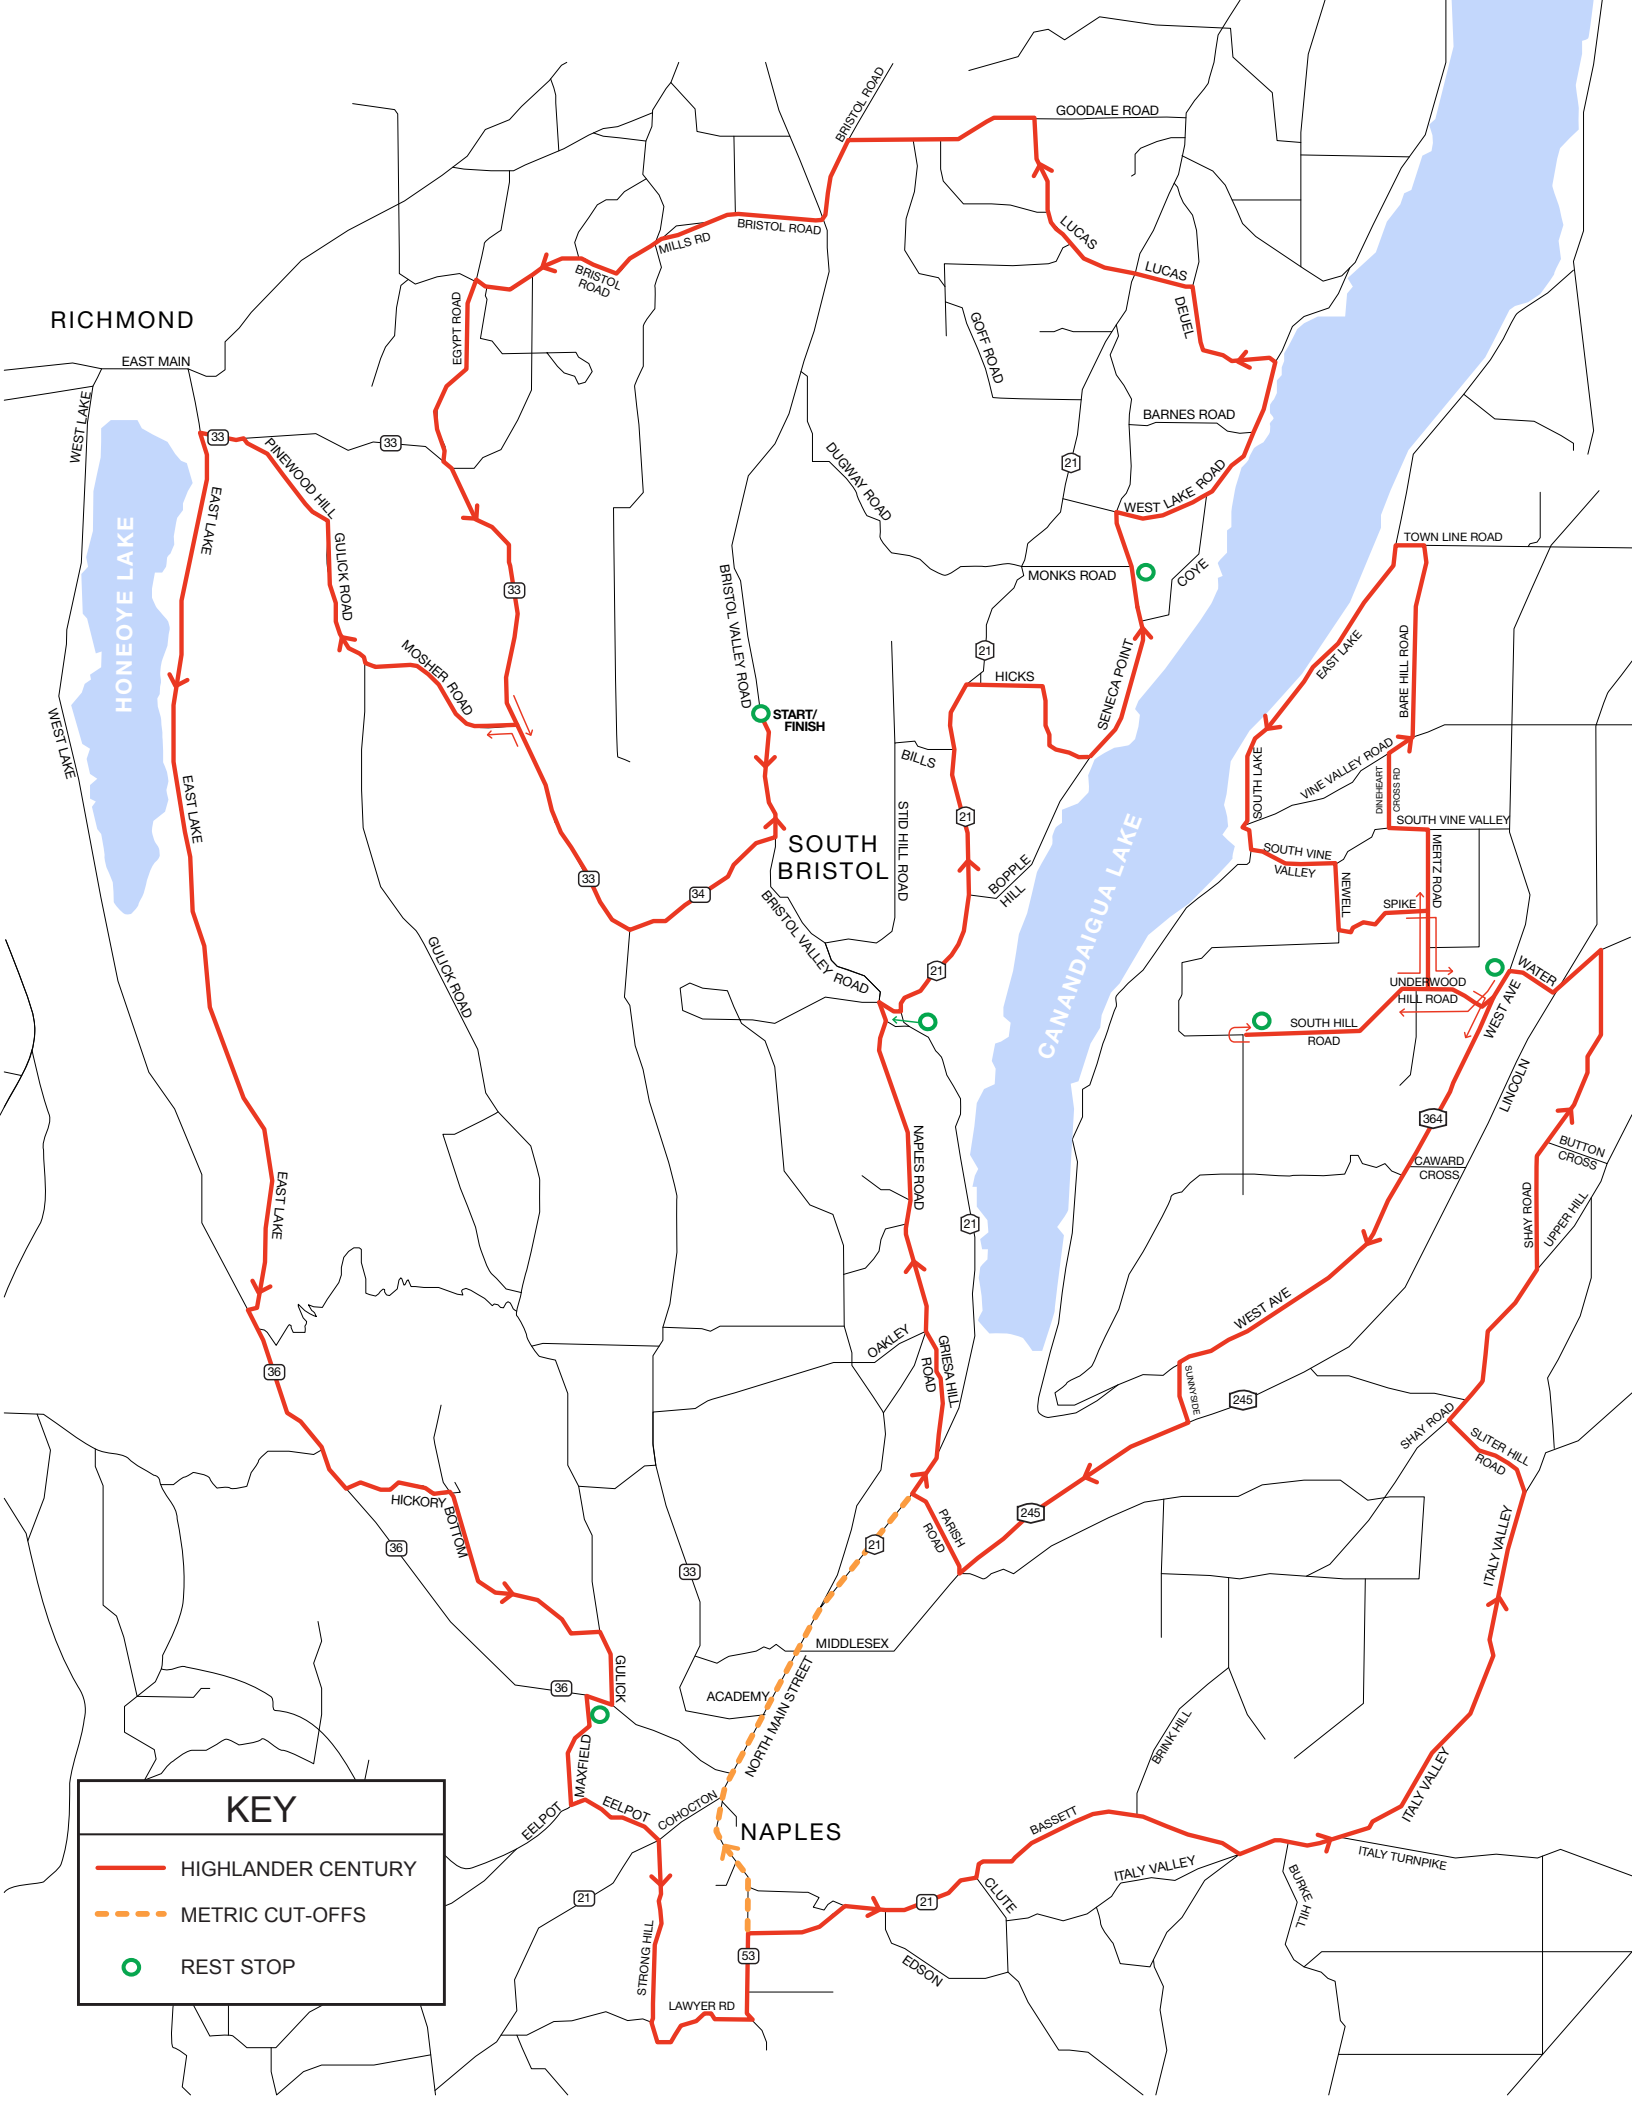 BRISTOL ROAD
GOODALE ROAD
LUCAS
BRISTOL ROAD
MILLS RD
BRISTOL
ROAD
LUCAS
DEUEL
EGYPT ROAD
GOFF ROAD
RICHMOND
EAST MAIN
WEST LAKE
BARNES ROAD
33
33
PINEWOOD HILL
DUGWAY ROAD
21
WEST LAKE ROAD
EAST LAKE
HONEOYE LAKE
GULICK ROAD
33
BRISTOL VALLEY ROAD
MONKS ROAD
COYE
TOWN LINE ROAD
MOSHER ROAD
21
HICKS
SENECA POINT
EAST LAKE
BARE HILL ROAD
WEST LAKE
START/
FINISH
BILLS
SOUTH LAKE
VINE VALLEY ROAD
DINEHEART
CROSS RD
EAST LAKE
STID HILL ROAD
21
SOUTH VINE VALLEY
SOUTH
BRISTOL
CANANDAIGUA LAKE
SOUTH VINE
VALLEY
MERTZ ROAD
33
34
BOPPLE
HILL
NEWELL
SPIKE
BRISTOL VALLEY ROAD
GULICK ROAD
21
UNDERWOOD
HILL ROAD
WATER
WEST AVE
SOUTH HILL
ROAD
LINCOLN
364
NAPLES ROAD
CAWARD
CROSS
BUTTON
CROSS
EAST LAKE
21
SHAY ROAD
UPPER HILL
WEST AVE
OAKLEY
GRIESA HILL
ROAD
36
SUNNYSIDE
245
SHAY ROAD
SLITER HILL
ROAD
HICKORY
BOTTOM
PARISH
ROAD
245
36
21
33
ITALY VALLEY
MIDDLESEX
GULICK
36
ACADEMY
NORTH MAIN STREET
BRINK HILL
MAXFIELD
EELPOT
EELPOT
COHOCTON
NAPLES
BASSETT
ITALY VALLEY
ITALY TURNPIKE
ITALY VALLEY
BURKE HILL
CLUTE
21
21
EDSON
STRONG HILL
53
LAWYER RD
KEY
HIGHLANDER CENTURY
METRIC CUT-OFFS
REST STOP